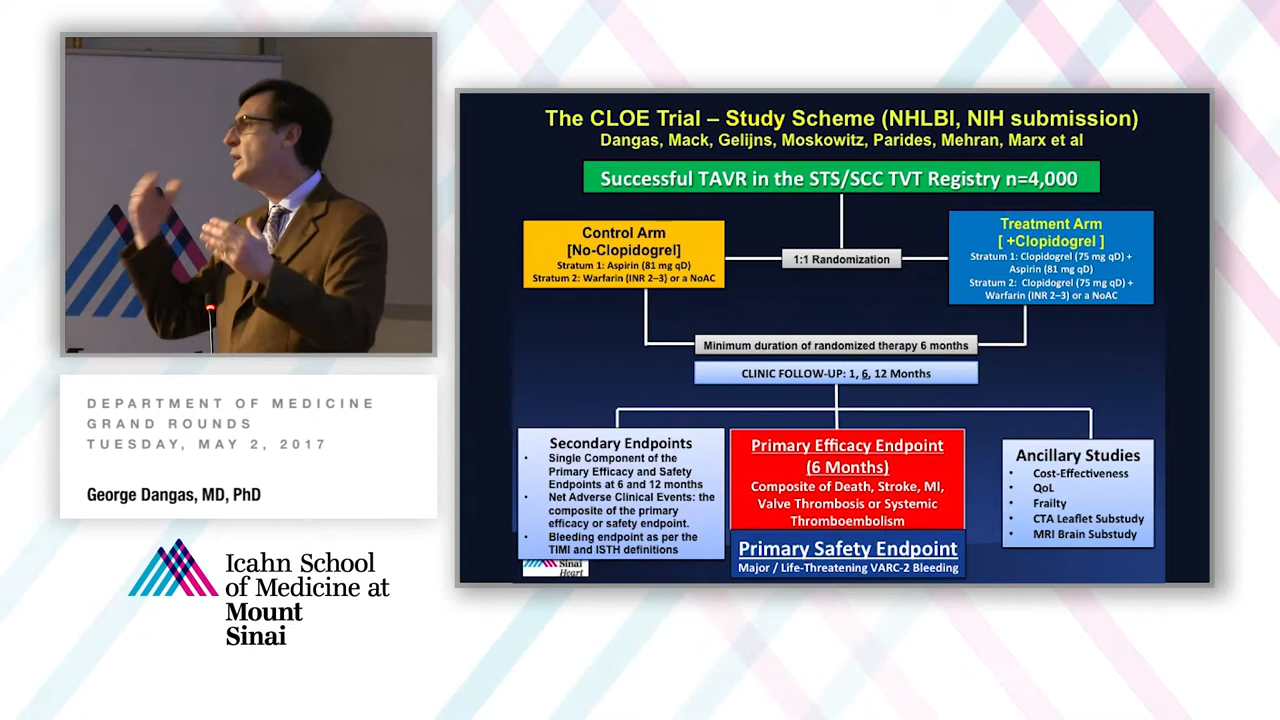 The CLOE Trial – Study Scheme (NHLBI, NIH submission)
Dangas, Mack, Gelijns, Moskowitz, Parides, Mehran, Marx et al
Successful TAVR in the STS/SCC TVT Registry n=4,000
Control Arm
[No-Clopidogrel]
Stratum 1: Aspirin (81 mg qD)
Stratum 2: Warfarin (INR 2–3) or a NoAC
1:1 Randomization
Treatment Arm
[ +Clopidogrel ]
Stratum 1: Clopidogrel (75 mg qD) +
Aspirin (81 mg qD)
Stratum 2: Clopidogrel (75 mg qD) +
Warfarin (INR 2–3) or a NoAC
Minimum duration of randomized therapy 6 months
CLINIC FOLLOW-UP: 1, 6, 12 Months
Secondary Endpoints
• Single Component of the
Primary Efficacy and Safety
Endpoints at 6 and 12 months
• Net Adverse Clinical Events: the
composite of the primary
efficacy or safety endpoint.
• Bleeding endpoint as per the
TIMI and ISTH definitions
Primary Efficacy Endpoint
(6 Months)
Composite of Death, Stroke, MI,
Valve Thrombosis or Systemic
Thromboembolism
Primary Safety Endpoint
Major / Life-Threatening VARC-2 Bleeding
Ancillary Studies
• Cost-Effectiveness
• QoL
• Frailty
• CTA Leaflet Substudy
• MRI Brain Substudy
Sinai
Heart
DEPARTMENT OF MEDICINE
GRAND ROUNDS
TUESDAY, MAY 2, 2017
George Dangas, MD, PhD
Icahn School
of Medicine at
Mount
Sinai